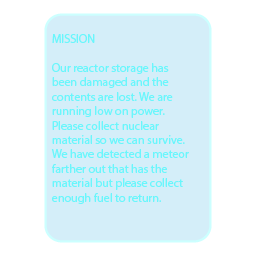 MISSION
Our reactor storage has
been damaged and the
contents are lost. We are
running low on power.
Please collect nuclear
material so we can survive.
We have detected a meteor
farther out that has the
material but please collect
enough fuel to return.